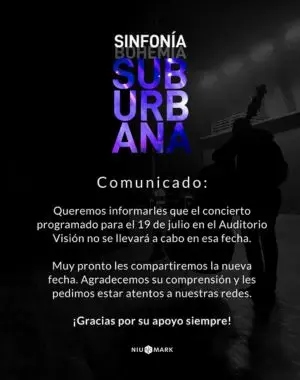 SINFONÍA
BOHEMIA
SUB
URB
ANA
Comunicado:
Queremos informarles que el concierto
programado para el 19 de julio en el Auditorio
Visión no se llevará a cabo en esa fecha.
Muy pronto les compartiremos la nueva
fecha. Agradecemos su comprensión y les
pedimos estar atentos a nuestras redes.
¡Gracias por su apoyo siempre!
NIU MARK